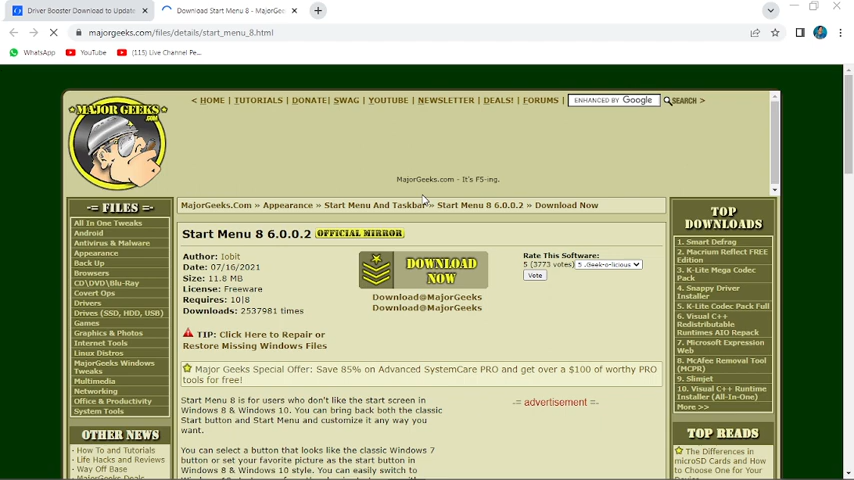 Driver Booster Download to Updat
Download Start Menu 8 - MajorGee
majorgeeks.com/files/details/start_menu_8.html
WhatsApp
YouTube
(115) Live Channel Pe...
MAJOR GEEKS
.COM
< HOME | TUTORIALS | DONATE| SWAG | YOUTUBE | NEWSLETTER | DEALS! | FORUMS |
ENHANCED BY Google
SEARCH >
MajorGeeks.com - It's F5-ing.
MajorGeeks.Com » Appearance » Start Menu And Taskbar » Start Menu 8 6.0.0.2 » Download Now
-= FILES =-
All In One Tweaks
Android
Antivirus & Malware
Appearance
Back Up
Browsers
CD\DVD\Blu-Ray
Covert Ops
Drivers
Drives (SSD, HDD, USB)
Games
Graphics & Photos
Internet Tools
Linux Distros
MajorGeeks Windows
Tweaks
Multimedia
Networking
Office & Productivity
System Tools
OTHER NEWS
How To and Tutorials
Life Hacks and Reviews
Way Off Base
MajorGeeks Deals
Start Menu 8 6.0.0.2 OFFICIAL MIRROR
Author: Iobit
Date: 07/16/2021
Size: 11.8 MB
License: Freeware
Requires: 10|8
Downloads: 2537981 times
DOWNLOAD
NOW
Download@MajorGeeks
Download@MajorGeeks
Rate This Software:
5 (3773 votes) 5 .Geek-o-licious
Vote
TIP: Click Here to Repair or
Restore Missing Windows Files
Major Geeks Special Offer: Save 85% on Advanced SystemCare PRO and get over a $100 of worthy PRO
tools for free!
Start Menu 8 is for users who don't like the start screen in
Windows 8 & Windows 10. You can bring back both the classic
Start button and Start Menu and customize it any way you
want.
You can select a button that looks like the classic Windows 7
button or set your favorite picture as the start button in
Windows 8 & Windows 10 style. You can easily switch to
-= advertisement =-
TOP
DOWNLOADS
1. Smart Defrag
2. Macrium Reflect FREE
Edition
3. K-Lite Mega Codec
Pack
4. Snappy Driver
Installer
5. K-Lite Codec Pack Full
6. Visual C++
Redistributable
Runtimes AIO Repack
7. Microsoft Expression
Web
8. McAfee Removal Tool
(MCPR)
9. Slimjet
10. Visual C++ Runtime
Installer (All-In-One)
More >>
TOP READS
The Differences in
microSD Cards and How
to Choose One for Your